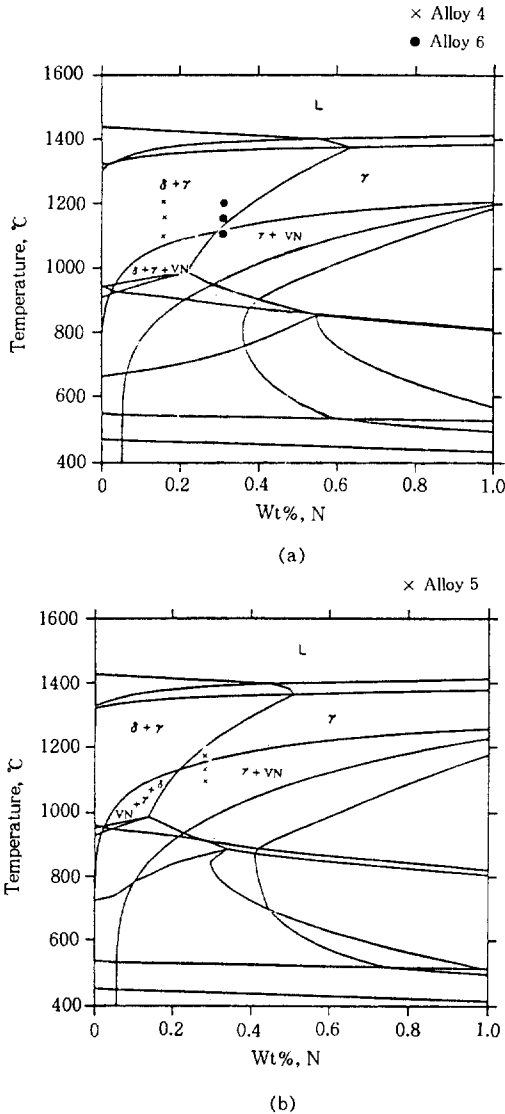 × Alloy 4
● Alloy 6
1600
1400
1200
1000
800
600
400
Temperature, ℃
L
δ+γ
γ
γ+VN
δ+γ+VN
0
0.2
0.4
0.6
0.8
1.0
Wt%, N
(a)
× Alloy 5
1600
1400
1200
1000
800
600
400
Temperature, ℃
L
δ+γ
γ
γ+VN
VN+γ+δ
0
0.2
0.4
0.6
0.8
1.0
Wt%, N
(b)